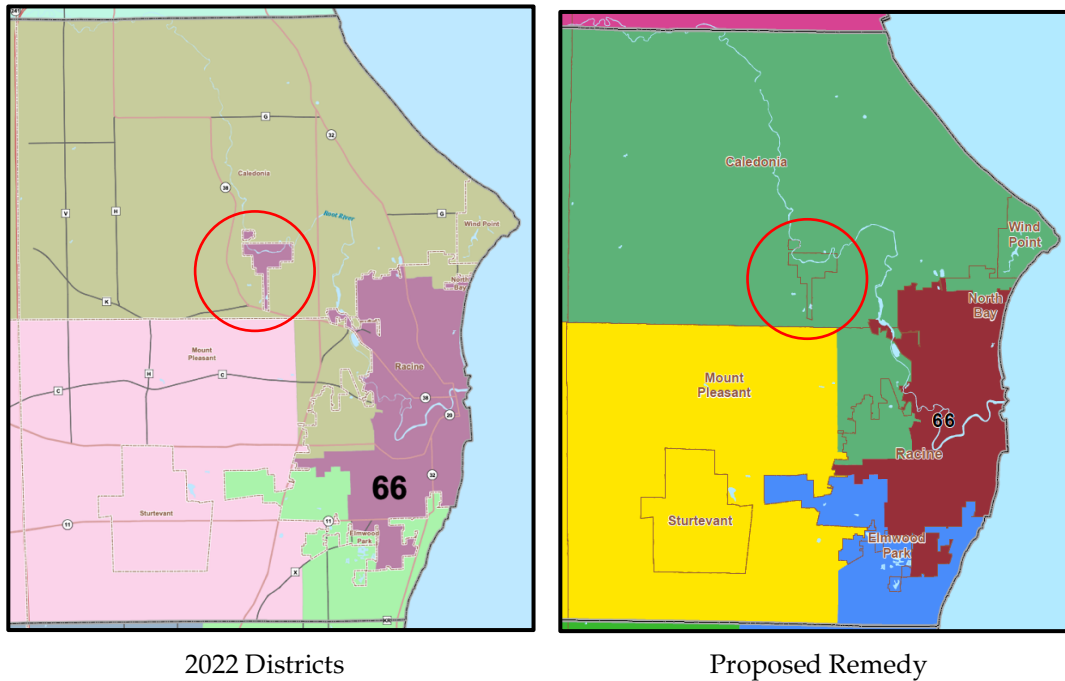 241
G
32
Caledonia
38
V
H
Root River
G
Wind Point
K
North
Bay
Mount
Pleasant
H
C
C
Racine
38
20
32
66
Sturtevant
11
11
Elmwood
Park
X
KR
2022 Districts
Caledonia
Wind
Point
North
Bay
Mount
Pleasant
66
Racine
Sturtevant
Elmwood
Park
Proposed Remedy